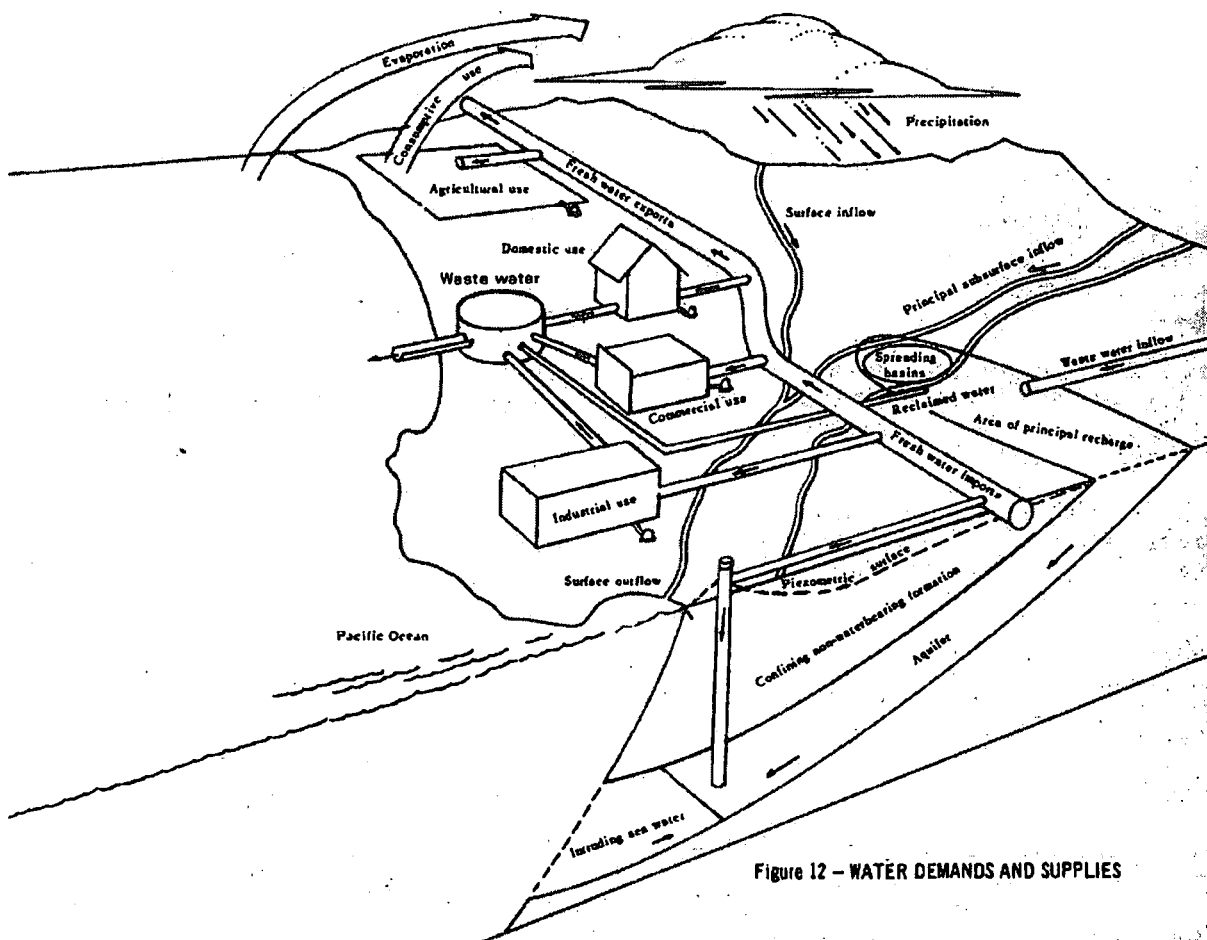 Evaporation
Consumptive use
Precipitation
Agricultural use
Fresh water exports
Surface inflow
Domestic use
Principal subsurface inflow
Waste water
Spreading
basins
Waste water inflow
Reclaimed water
Commercial use
Area of principal recharge
Fresh water imports
Industrial use
Surface outflow
Piezometric surface
Pacific Ocean
Confining non-waterbearing formation
Aquifer
Intruding sea water
Figure 12 – WATER DEMANDS AND SUPPLIES